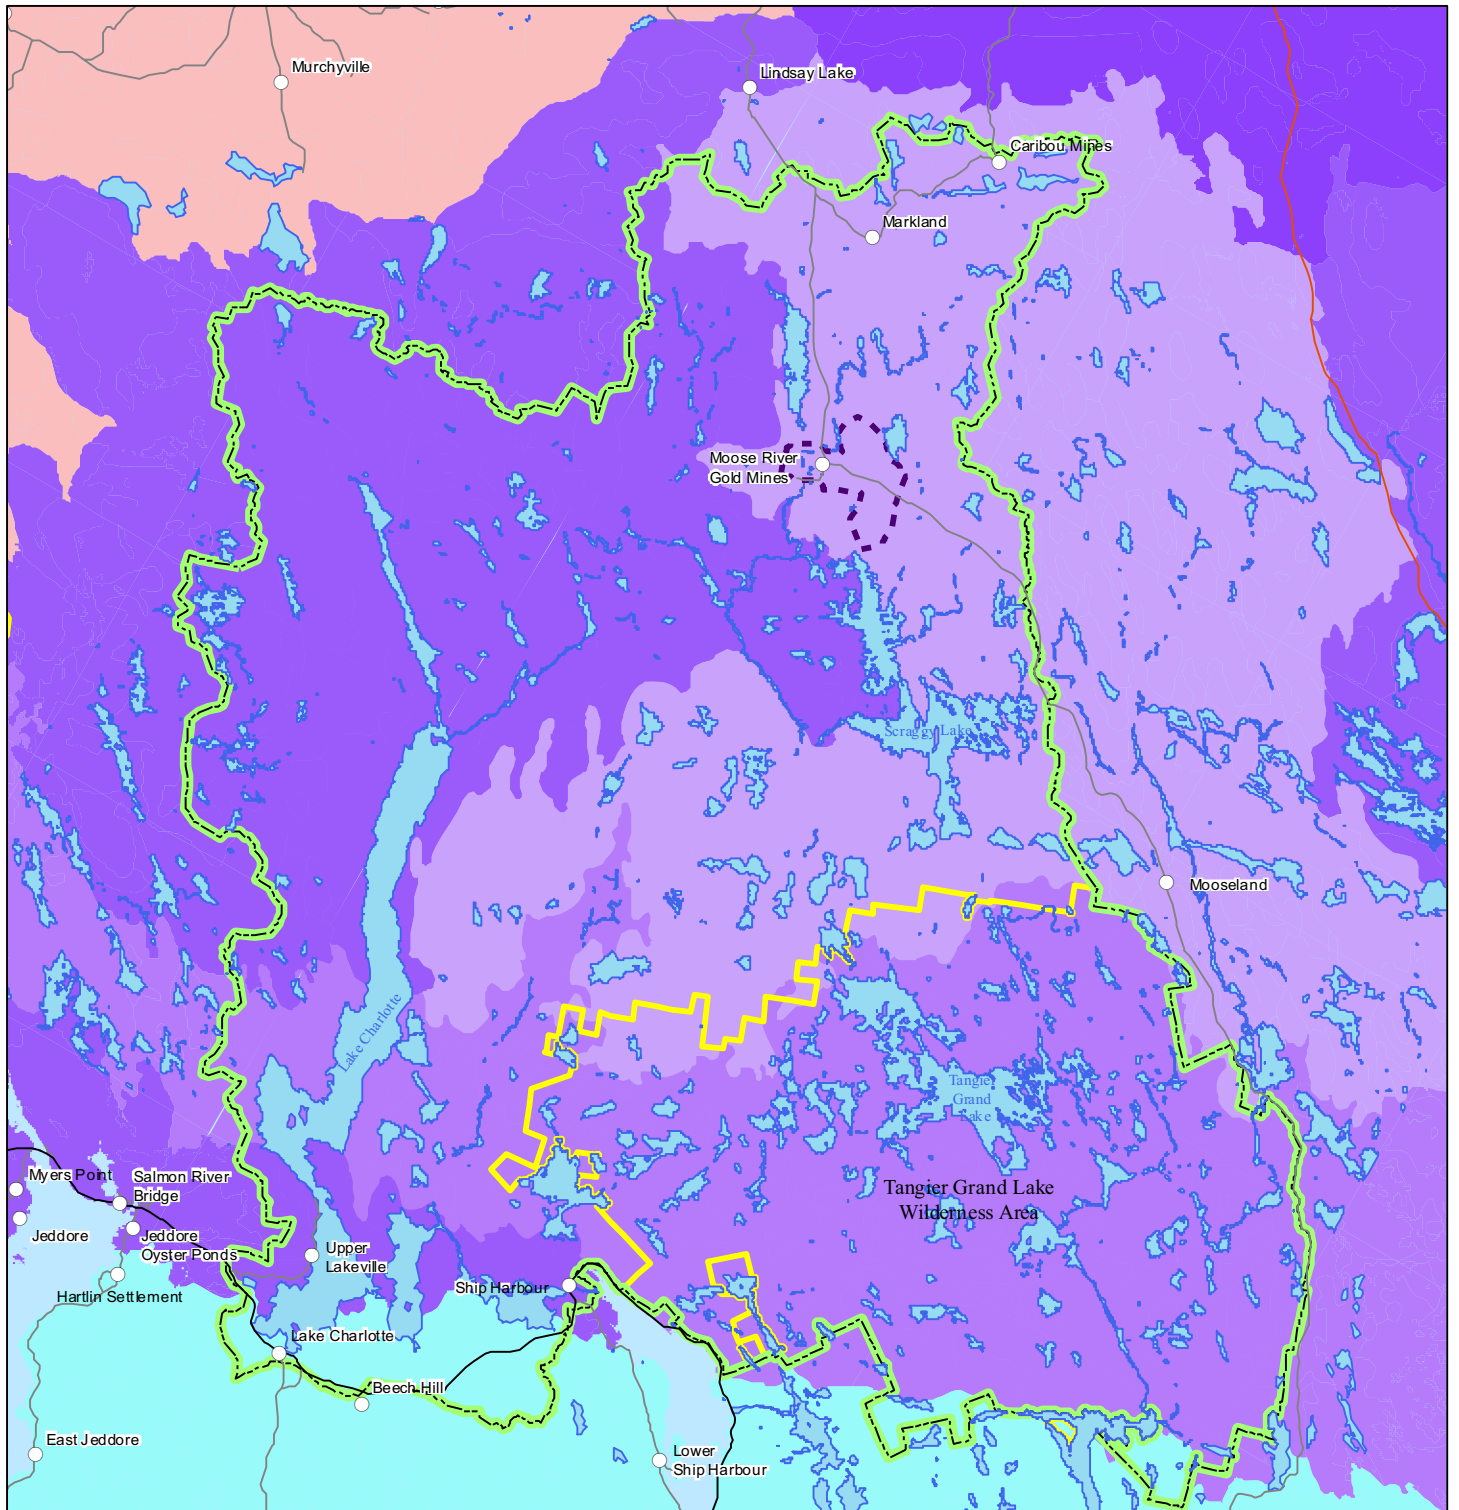 Murchyville
Lindsay Lake
Caribou Mines
Markland
Moose River
Gold Mines
Scraggy Lake
Mooseland
Lake Charlotte
Tangier
Grand
Lake
Tangier Grand Lake
Wilderness Area
Myers Point
Salmon River
Bridge
Jeddore
Jeddore
Oyster Ponds
Upper
Lakeville
Hartlin Settlement
Ship Harbour
Lake Charlotte
Beech Hill
East Jeddore
Lower
Ship Harbour